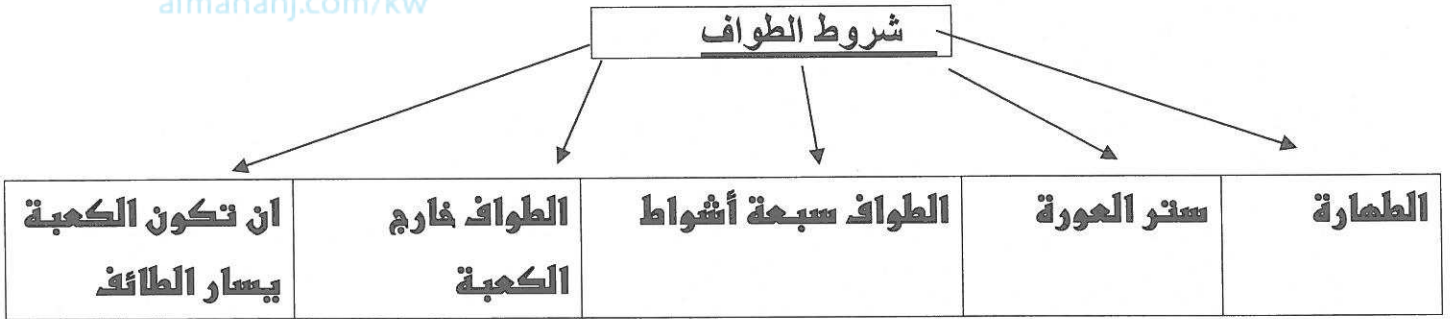 almanahj.com/kw
شروط الطواف
الطهارة
ستر العورة
الطواف سبعة أشواط
الطواف خارج
الكعبة
ان تكون الكعبة
يسار الطائف